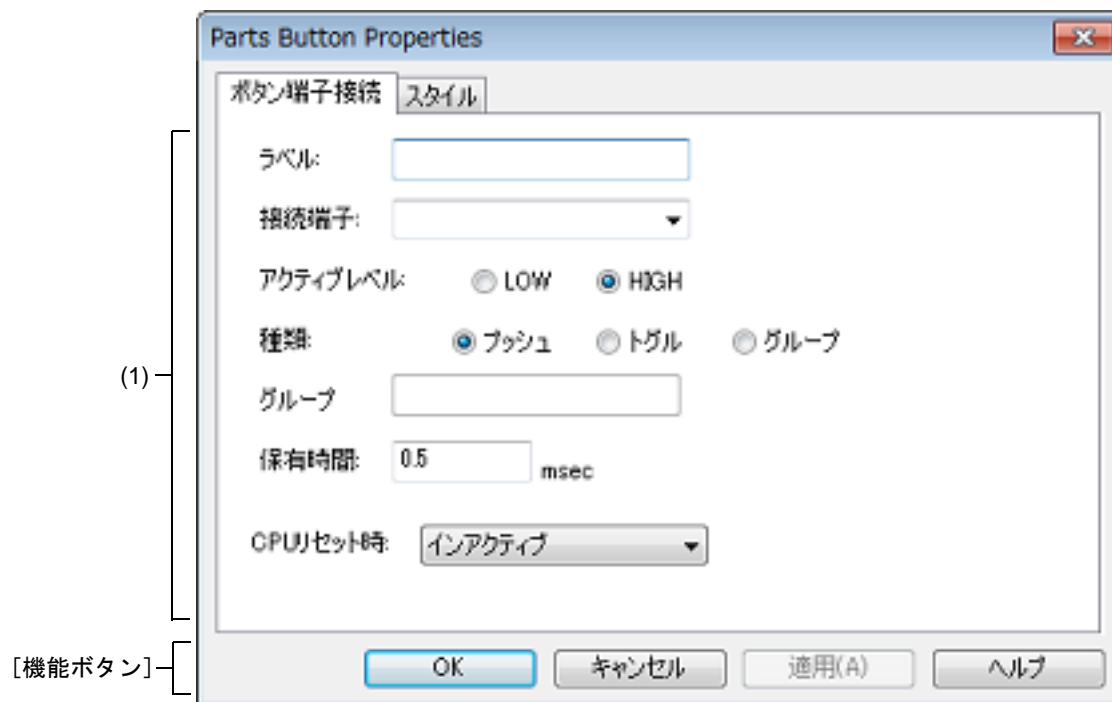 Parts Button Properties
ボタン端子接続 スタイル
ラベル:
接続端子:
アクティブレベル: LOW HIGH
種類: プッシュ トグル グループ
(1)
グループ
保有時間: 0.5 msec
CPUリセット時: インアクティブ
[機能ボタン] OK キャンセル 適用(A) ヘルプ